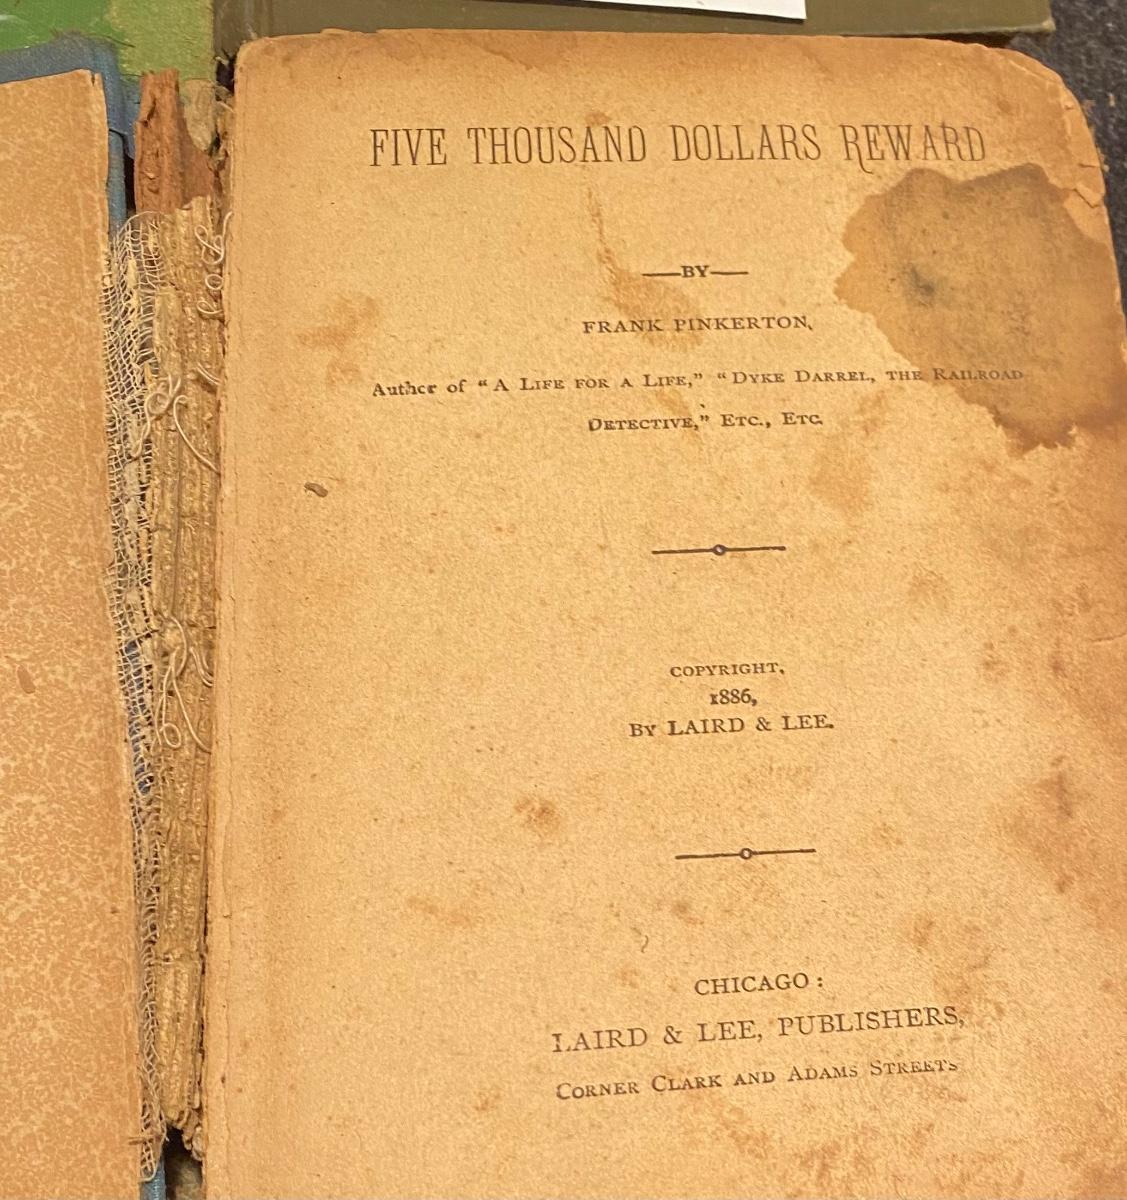 FIVE THOUSAND DOLLARS REWARD
—BY—
FRANK PINKERTON,
Author of “A Life for a Life,” “Dyke Darrel, the Railroad
Detective,” Etc., Etc.
COPYRIGHT,
1886,
By LAIRD & LEE.
CHICAGO:
LAIRD & LEE, PUBLISHERS,
Corner Clark and Adams Streets